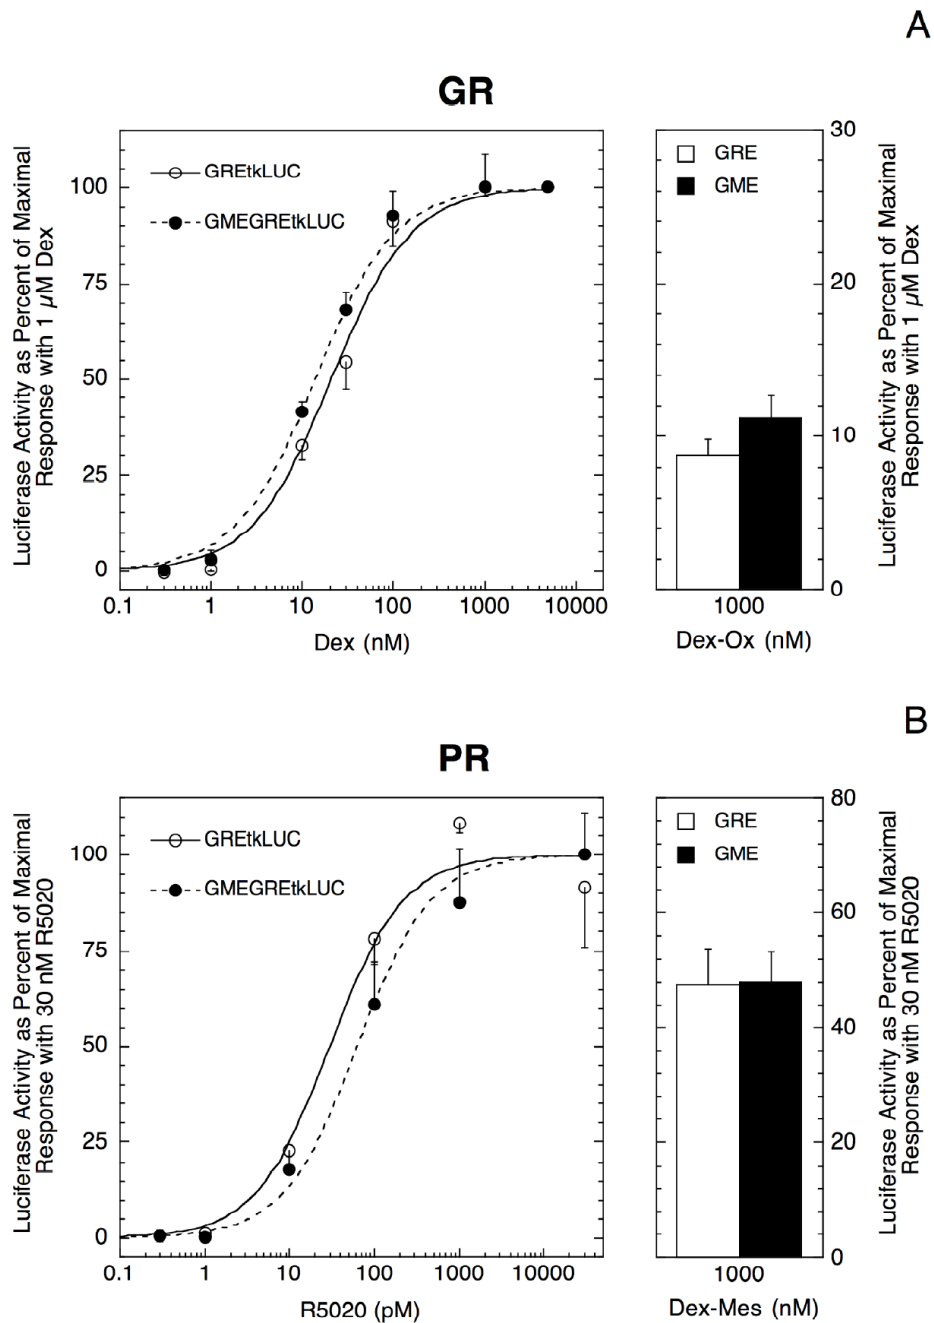 A
GR
Luciferase Activity as Percent of Maximal
Response with 1 µM Dex
GREtkLUC
GMEGREtkLUC
100
75
50
25
0
0.1 1 10 100 1000 10000
Dex (nM)
GRE
GME
30
20
10
0
1000
Dex-Ox (nM)
Luciferase Activity as Percent of Maximal
Response with 1 µM Dex
B
PR
Luciferase Activity as Percent of Maximal
Response with 30 nM R5020
GREtkLUC
GMEGREtkLUC
100
75
50
25
0
0.1 1 10 100 1000 10000
R5020 (pM)
GRE
GME
80
60
40
20
0
1000
Dex-Mes (nM)
Luciferase Activity as Percent of Maximal
Response with 30 nM R5020